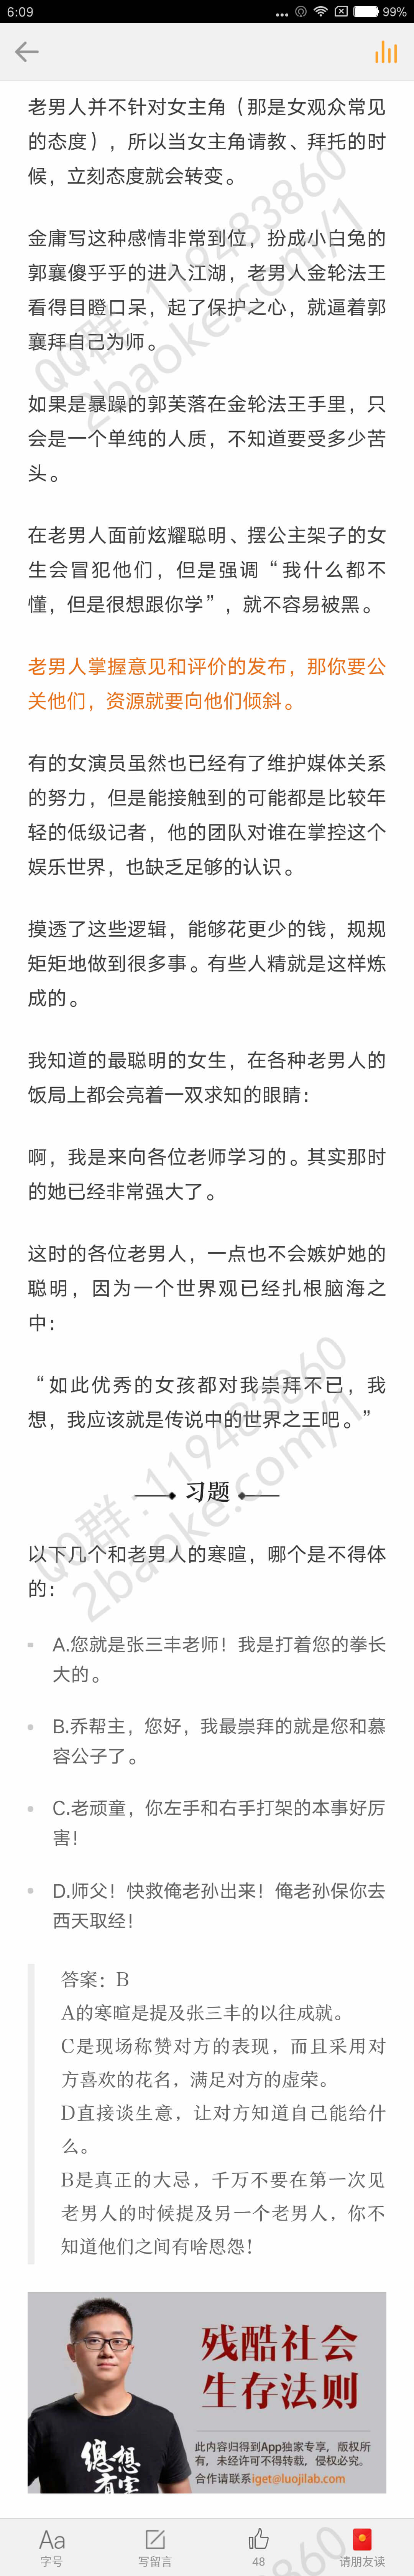 6:09
99%
老男人并不针对女主角（那是女观众常见
的态度），所以当女主角请教、拜托的时
候，立刻态度就会转变。
金庸写这种感情非常到位，扮成小白兔的
郭襄傻乎乎的进入江湖，老男人金轮法王
看得目瞪口呆，起了保护之心，就逼着郭
襄拜自己为师。
QQ群：119483860
2baoke.com/1
如果是暴躁的郭芙落在金轮法王手里，只
会是一个单纯的人质，不知道要受多少苦
头。
在老男人面前炫耀聪明、摆公主架子的女
生会冒犯他们，但是强调“我什么都不
懂，但是很想跟你学”，就不容易被黑。
老男人掌握意见和评价的发布，那你要公
关他们，资源就要向他们倾斜。
有的女演员虽然也已经有了维护媒体关系
的努力，但是能接触到的可能都是比较年
轻的低级记者，他的团队对谁在掌控这个
娱乐世界，也缺乏足够的认识。
摸透了这些逻辑，能够花更少的钱，规规
矩矩地做到很多事。有些人精就是这样炼
成的。
我知道的最聪明的女生，在各种老男人的
饭局上都会亮着一双求知的眼睛：
啊，我是来向各位老师学习的。其实那时
的她已经非常强大了。
这时的各位老男人，一点也不会嫉妒她的
聪明，因为一个世界观已经扎根脑海之
中：
“如此优秀的女孩都对我崇拜不已，我
想，我应该就是传说中的世界之王吧。”
QQ群：119483860
2baoke.com/1
习题
以下几个和老男人的寒暄，哪个是不得体
的：
A.您就是张三丰老师！我是打着您的拳长
大的。
B.乔帮主，您好，我最崇拜的就是您和慕
容公子了。
C.老顽童，你左手和右手打架的本事好厉
害！
D.师父！快救俺老孙出来！俺老孙保你去
西天取经！
答案：B
A的寒暄是提及张三丰的以往成就。
C是现场称赞对方的表现，而且采用对
方喜欢的花名，满足对方的虚荣。
D直接谈生意，让对方知道自己能给什
么。
B是真正的大忌，千万不要在第一次见
老男人的时候提及另一个老男人，你不
知道他们之间有啥恩怨！
残酷社会
生存法则
此内容归得到App独家专享，版权所
有，未经许可不得转载，侵权必究。
合作请联系iget@luojilab.com
Aa
字号
写留言
48
请朋友读